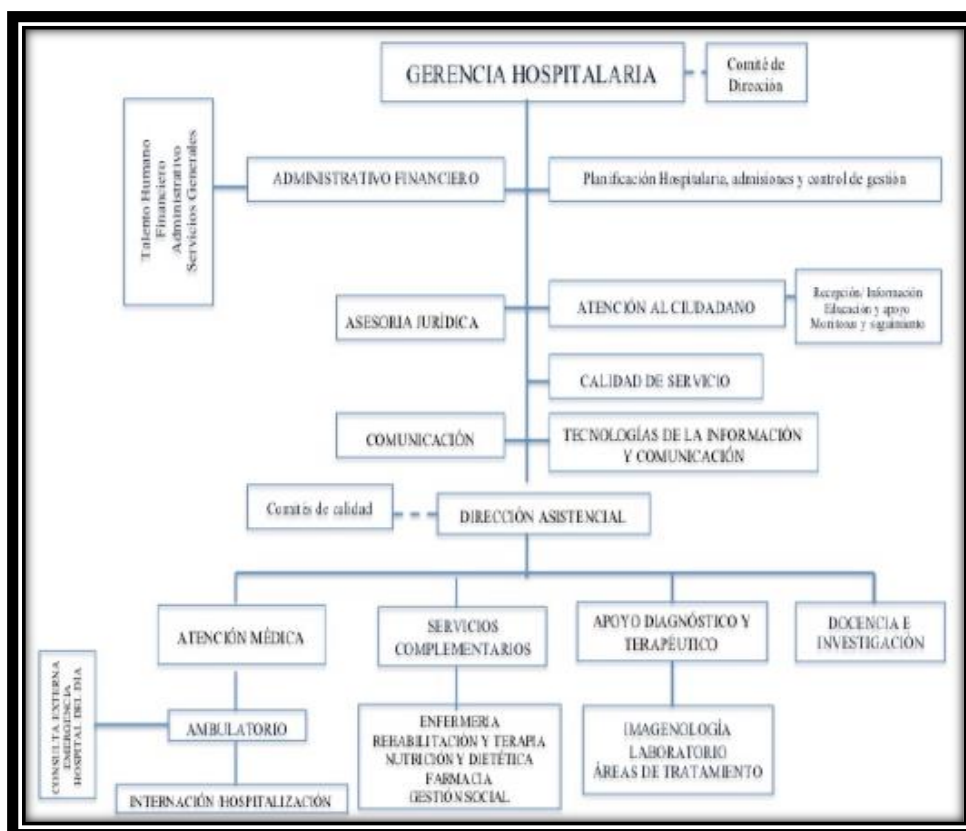 GERENCIA HOSPITALARIA
Comité de
Dirección
Talento Humano
Financiero
Administrativo
Servicios Generales
ADMINISTRATIVO FINANCIERO
Planificación Hospitalaria, admisiones y control de gestión
ASESORIA JURÍDICA
ATENCIÓN AL CIUDADANO
Recepción/ Información
Educación y apoyo
Monitoreo y seguimiento
CALIDAD DE SERVICIO
COMUNICACIÓN
TECNOLOGÍAS DE LA INFORMACIÓN
Y COMUNICACIÓN
Comités de calidad
DIRECCIÓN ASISTENCIAL
ATENCIÓN MÉDICA
SERVICIOS
COMPLEMENTARIOS
APOYO DIAGNÓSTICO Y
TERAPÉUTICO
DOCENCIA E
INVESTIGACIÓN
CONSULTA EXTERNA
EMERGENCIA
HOSPITAL DEL DIA
AMBULATORIO
INTERNACIÓN HOSPITALIZACIÓN
ENFERMERIA
REHABILITACIÓN Y TERAPIA
NUTRICIÓN Y DIETÉTICA
FARMACIA
GESTIÓN SOCIAL
IMAGENOLOGÍA
LABORATORIO
ÁREAS DE TRATAMIENTO